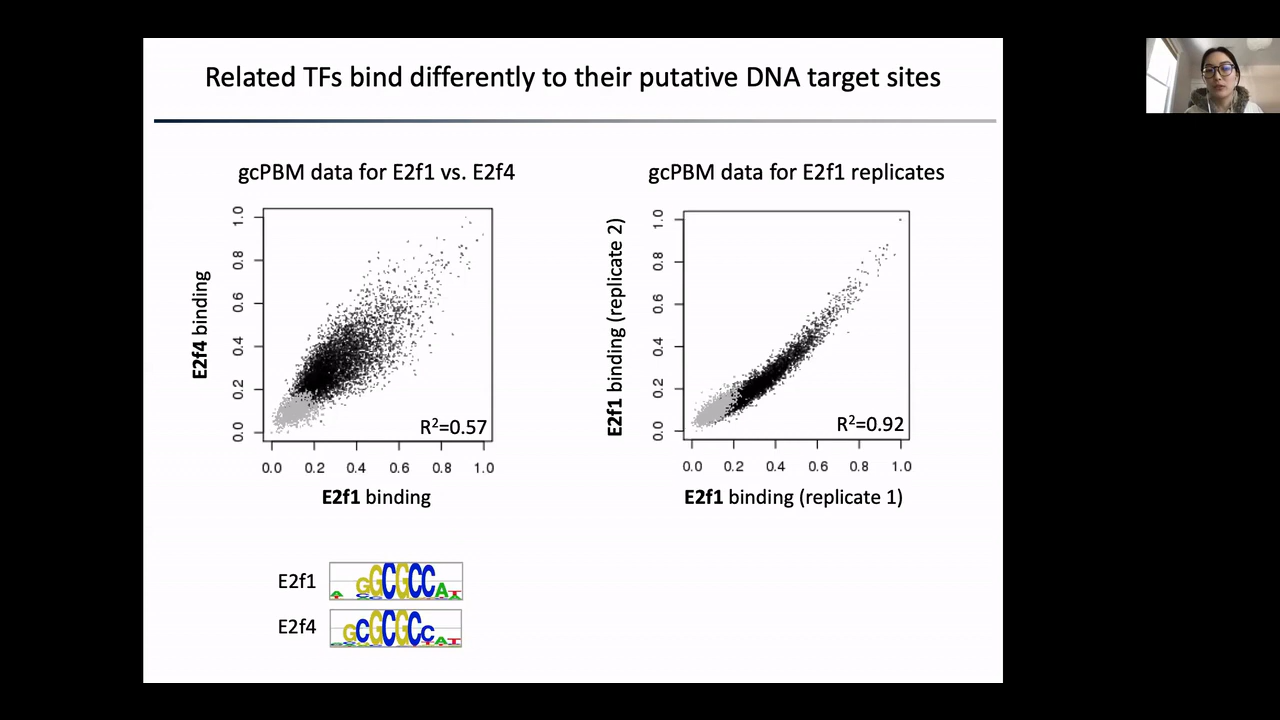 Related TFs bind differently to their putative DNA target sites
gcPBM data for E2f1 vs. E2f4
E2f4 binding
1.0
0.8
0.6
0.4
0.2
0.0
R²=0.57
0.0 0.2 0.4 0.6 0.8 1.0
E2f1 binding
gcPBM data for E2f1 replicates
E2f1 binding (replicate 2)
1.0
0.8
0.6
0.4
0.2
0.0
R²=0.92
0.0 0.2 0.4 0.6 0.8 1.0
E2f1 binding (replicate 1)
E2f1 GGCGCCA
E2f4 GCGCGCC